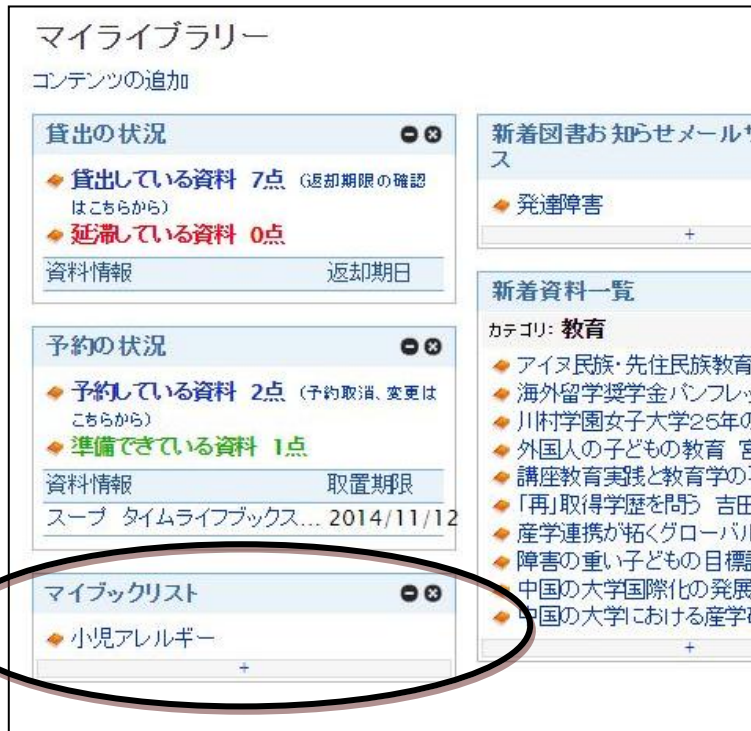 マイライブラリー
コンテンツの追加
貸出の状況
貸出している資料 7点 (返却期限の確認
はこちらから)
延滞している資料 0点
資料情報 返却期日
予約の状況
予約している資料 2点 (予約取消、変更は
こちらから)
準備できている資料 1点
資料情報 取置期限
スープ タイムライフブックス... 2014/11/12
マイブックリスト
小児アレルギー
+
新着図書お知らせメール
ス
発達障害
+
新着資料一覧
カテゴリ: 教育
アイヌ民族・先住民族教育
海外留学奨学金パンフレッ
川村学園女子大学25年の
外国人の子どもの教育
講座教育実践と教育学の
「再」取得学歴を問う 吉田
産学連携が拓くグローバル
障害の重い子どもの目標
中国の大学国際化の発展
中国の大学における産学
+